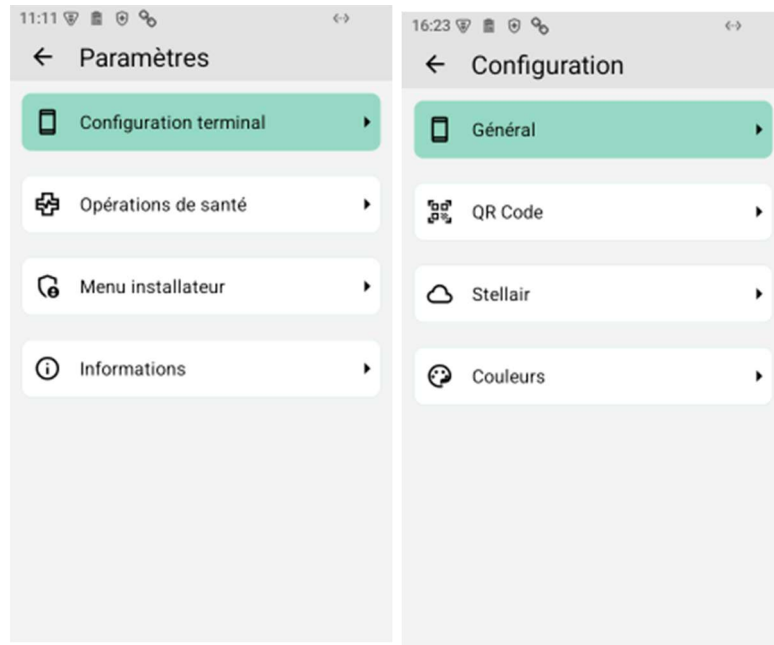 11:11
Paramètres
Configuration terminal
Opérations de santé
Menu installateur
Informations
16:23
Configuration
Général
QR Code
Stellair
Couleurs